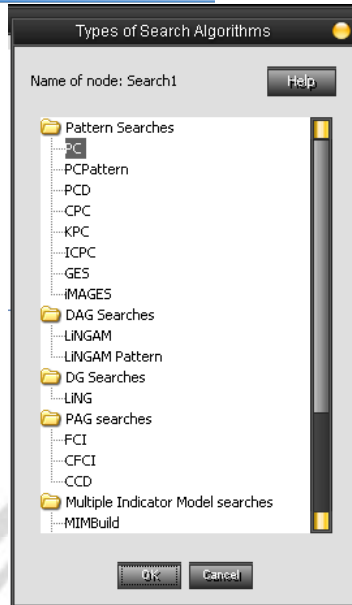 Types of Search Algorithms
Name of node: Search1
Help
Pattern Searches
PC
PCPattern
PCD
CPC
KPC
ICPC
GES
iMAGES
DAG Searches
LiNGAM
LiNGAM Pattern
DG Searches
LiNG
PAG searches
FCI
CFCI
CCD
Multiple Indicator Model searches
MIMBuild
OK
Cancel